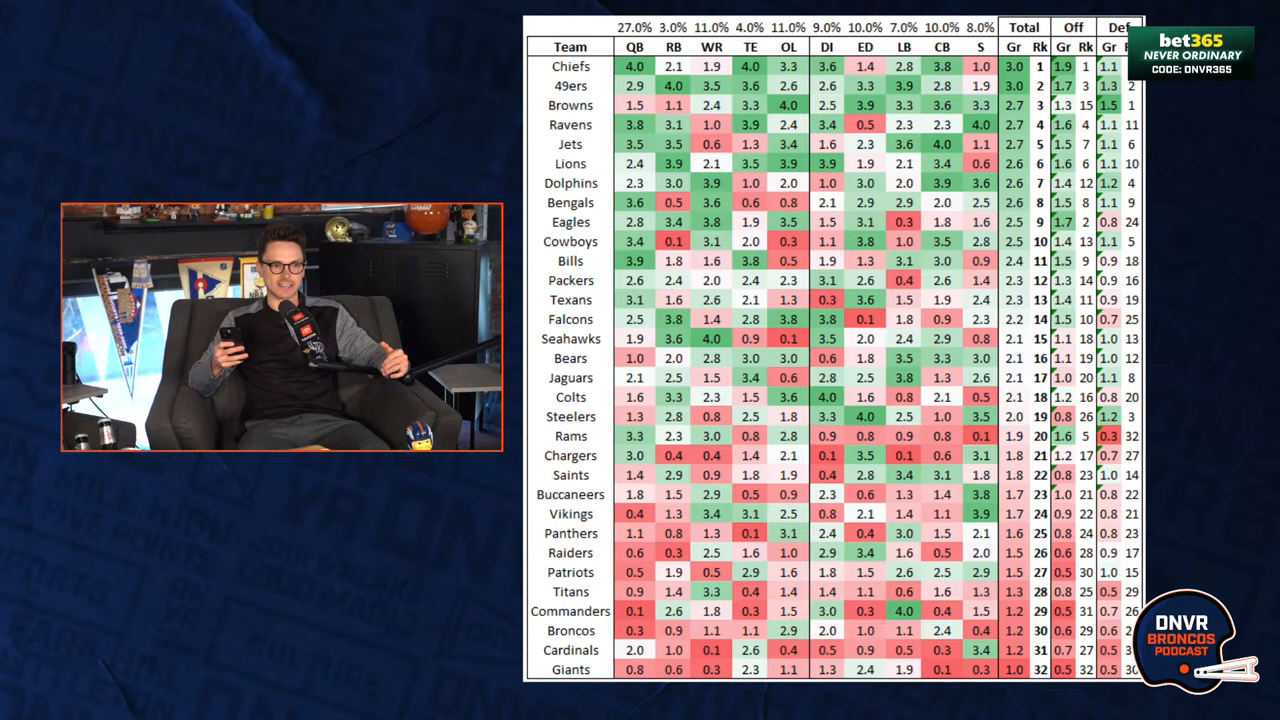 27.0% 3.0% 11.0% 4.0% 11.0% 9.0% 10.0% 7.0% 10.0% 8.0% Total Off Def
Team QB RB WR TE OL DI ED LB CB S Gr Rk Gr Rk Gr
Chiefs 4.0 2.1 1.9 4.0 3.3 3.6 1.4 2.8 3.8 1.0 3.0 1 1.9 1 1.1
49ers 2.9 4.0 3.5 3.6 2.6 2.6 3.3 3.9 2.8 1.9 3.0 2 1.7 3 1.3 2
Browns 1.5 1.1 2.4 3.3 4.0 2.5 3.9 3.3 3.6 3.3 2.7 3 1.3 15 1.5 1
Ravens 3.8 3.1 1.0 3.9 2.4 3.4 0.5 2.3 2.3 4.0 2.7 4 1.6 4 1.1 11
Jets 3.5 3.5 0.6 1.3 3.4 1.6 2.3 3.6 4.0 1.1 2.7 5 1.5 7 1.1 6
Lions 2.4 3.9 2.1 3.5 3.9 3.9 1.9 2.1 3.4 0.6 2.6 6 1.6 6 1.1 10
Dolphins 2.3 3.0 3.9 1.0 2.0 1.0 3.0 2.0 3.9 3.6 2.6 7 1.4 12 1.2 4
Bengals 3.6 0.5 3.6 0.6 0.8 2.1 2.9 2.9 2.0 2.5 2.6 8 1.5 8 1.1 9
Eagles 2.8 3.4 3.8 1.9 3.5 1.5 3.1 0.3 1.8 1.6 2.5 9 1.7 2 0.8 24
Cowboys 3.4 0.1 3.1 2.0 0.3 1.1 3.8 1.0 3.5 2.8 2.5 10 1.4 13 1.1 5
Bills 3.9 1.8 1.6 3.8 0.5 1.9 1.3 3.1 3.0 0.9 2.4 11 1.5 9 0.9 18
Packers 2.6 2.4 2.0 2.4 2.3 3.1 2.6 0.4 2.6 1.4 2.3 12 1.3 14 0.9 16
Texans 3.1 1.6 2.6 2.1 1.3 0.3 3.6 1.5 1.9 2.4 2.3 13 1.4 11 0.9 19
Falcons 2.5 3.8 1.4 2.8 3.8 3.8 0.1 1.8 0.9 2.3 2.2 14 1.5 10 0.7 25
Seahawks 1.9 3.6 4.0 0.9 0.1 3.5 2.0 2.4 2.9 0.8 2.1 15 1.1 18 1.0 13
Bears 1.0 2.0 2.8 3.0 3.0 0.6 1.8 3.5 3.3 3.0 2.1 16 1.1 19 1.0 12
Jaguars 2.1 2.5 1.5 3.4 0.6 2.8 2.5 3.8 1.3 2.6 2.1 17 1.0 20 1.1 8
Colts 1.6 3.3 2.3 1.5 3.6 4.0 1.6 0.8 2.1 0.5 2.1 18 1.2 16 0.8 20
Steelers 1.3 2.8 0.8 2.5 1.8 3.3 4.0 2.5 1.0 3.5 2.0 19 0.8 26 1.2 3
Rams 3.3 2.3 3.0 0.8 2.8 0.9 0.8 0.9 0.8 0.1 1.9 20 1.6 5 0.3 32
Chargers 3.0 0.4 0.4 1.4 2.1 0.1 3.5 0.1 0.6 3.1 1.8 21 1.2 17 0.7 27
Saints 1.4 2.9 0.9 1.8 1.9 0.4 2.8 3.4 3.1 1.8 1.8 22 0.8 23 1.0 14
Buccaneers 1.8 1.5 2.9 0.5 0.9 2.3 0.6 1.3 1.4 3.8 1.7 23 1.0 21 0.8 22
Vikings 0.4 1.3 3.4 3.1 2.5 0.8 2.1 1.4 1.1 3.9 1.7 24 0.9 22 0.8 21
Panthers 1.1 0.8 1.3 0.1 3.1 2.4 0.4 3.0 1.5 2.1 1.6 25 0.8 24 0.8 23
Raiders 0.6 0.3 2.5 1.6 1.0 2.9 3.4 1.6 0.5 2.0 1.5 26 0.6 28 0.9 17
Patriots 0.5 1.9 0.5 2.9 1.6 1.8 1.5 2.6 2.5 2.9 1.5 27 0.5 30 1.0 15
Titans 0.9 1.4 3.3 0.4 1.4 1.4 1.1 0.6 1.6 1.3 1.3 28 0.8 25 0.5 29
Commanders 0.1 2.6 1.8 0.3 1.5 3.0 0.3 4.0 0.4 1.5 1.2 29 0.5 31 0.7 26
Broncos 0.3 0.9 1.1 1.1 2.9 2.0 1.0 1.1 2.4 0.4 1.2 30 0.6 29 0.6
Cardinals 2.0 1.0 0.1 2.6 0.4 0.5 0.9 0.5 0.3 3.4 1.2 31 0.7 27 0.5
Giants 0.8 0.6 0.3 2.3 1.1 1.3 2.4 1.9 0.1 0.3 1.0 32 0.5 32 0.5 30
bet365
NEVER ORDINARY
CODE: DNVR365
DNVR
BRONCOS
PODCAST